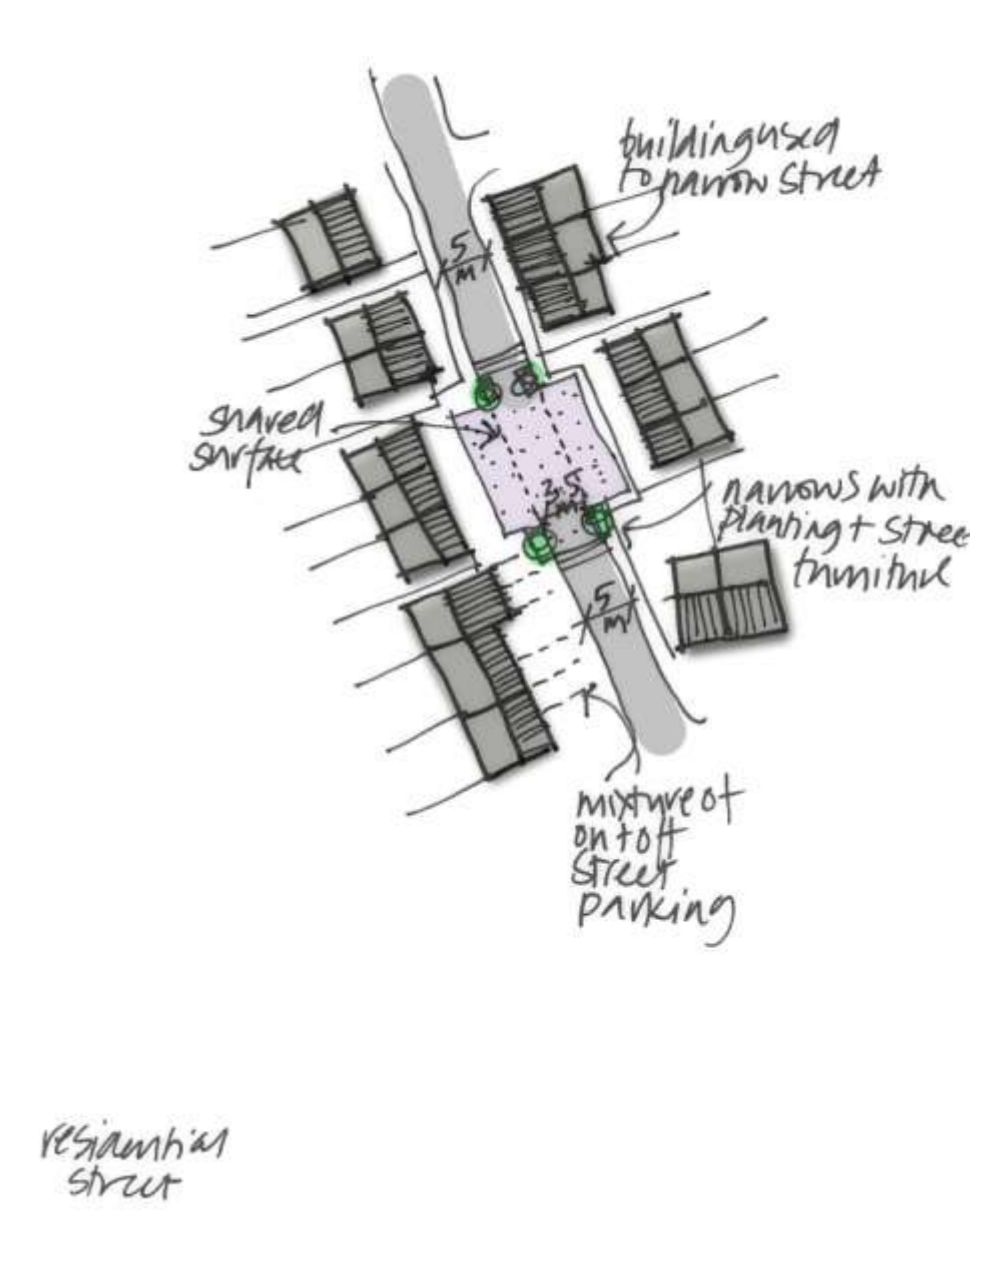 building used
to narrow street
5
m
shared
surface
3.5
m
narrows with
planting + street
furniture
5
m
mixture of
on + off
street
parking
residential
street